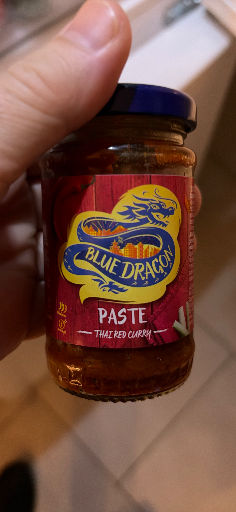 BLUE DRAGON
PASTE
THAI RED CURRY